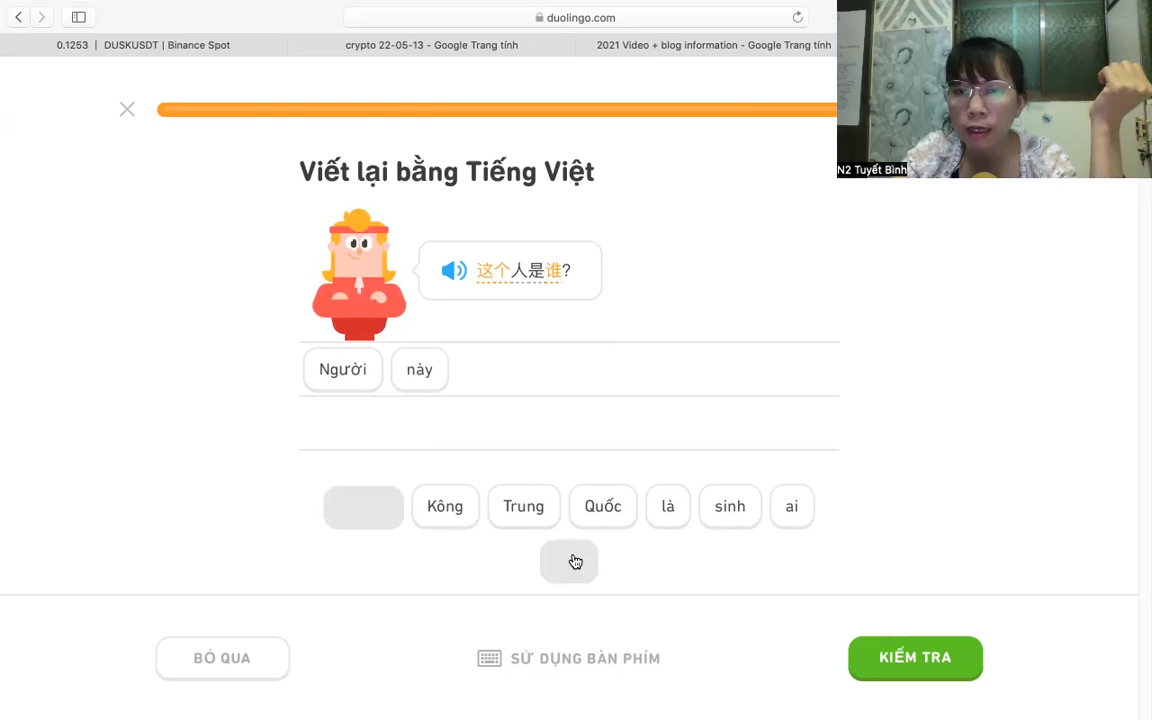 duolingo.com
0.1253 | DUSKUSDT | Binance Spot
crypto 22-05-13 - Google Trang tính
2021 Video + blog information - Google Trang tính
N2 Tuyết Bình
Viết lại bằng Tiếng Việt
这个人是谁?
Người này
Kông Trung Quốc là sinh ai
BỎ QUA
SỬ DỤNG BÀN PHÍM
KIỂM TRA